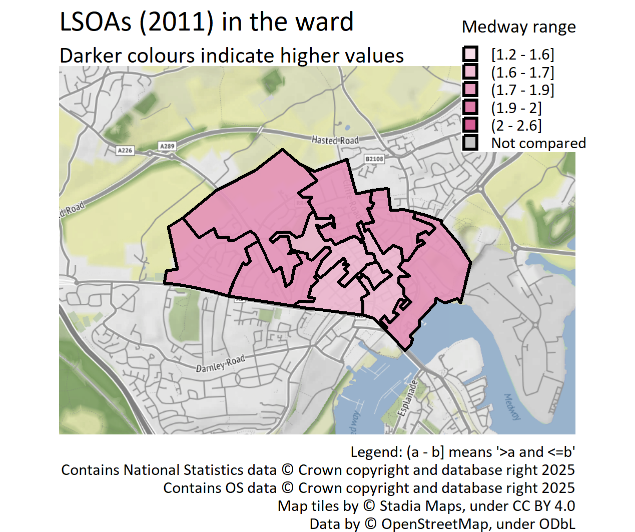 LSOAs (2011) in the ward
Darker colours indicate higher values
Medway range
[1.2 - 1.6]
(1.6 - 1.7]
(1.7 - 1.9]
(1.9 - 2]
(2 - 2.6]
Not compared
Hasted Road
A226
A289
B2108
d Road
Darnley Road
Esplanade
Medway
dway
Legend: (a - b] means '>a and <=b'
Contains National Statistics data © Crown copyright and database right 2025
Contains OS data © Crown copyright and database right 2025
Map tiles by © Stadia Maps, under CC BY 4.0
Data by © OpenStreetMap, under ODbL